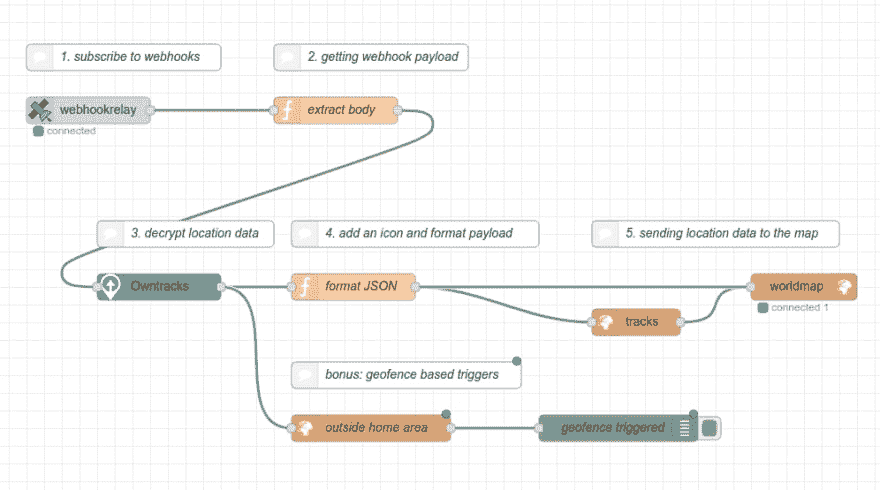 1. subscribe to webhooks
2. getting webhook payload
webhookrelay
extract body
connected
3. decrypt location data
4. add an icon and format payload
5. sending location data to the map
Owntracks
format JSON
worldmap
connected 1
tracks
bonus: geofence based triggers
outside home area
geofence triggered